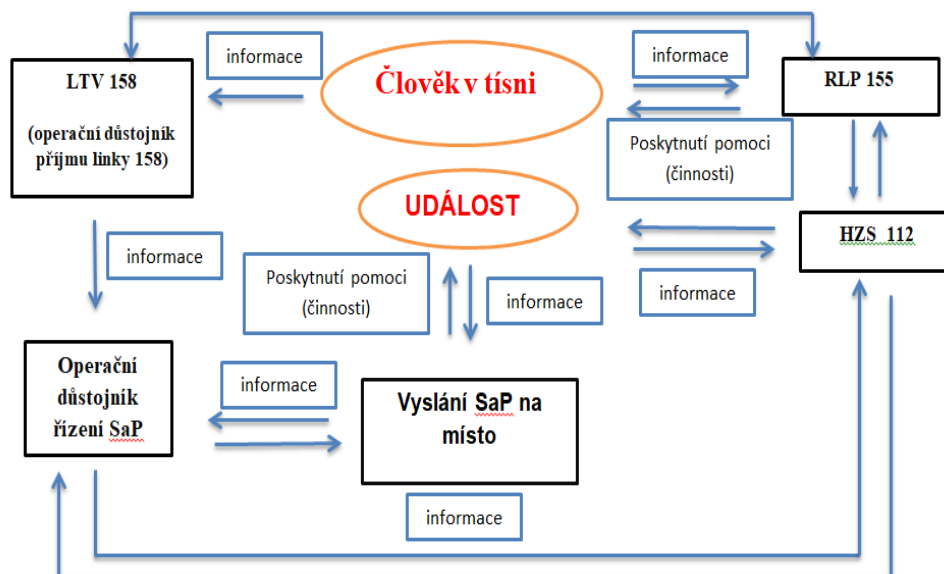 informace
Člověk v tísni
informace
LTV 158
(operační důstojník
příjmu linky 158)
RLP 155
Poskytnutí pomoci
(činnosti)
UDÁLOST
HZS 112
informace
Poskytnutí pomoci
(činnosti)
informace
informace
Operační
důstojník
řízení SaP
informace
Vyslání SaP na
místo
informace